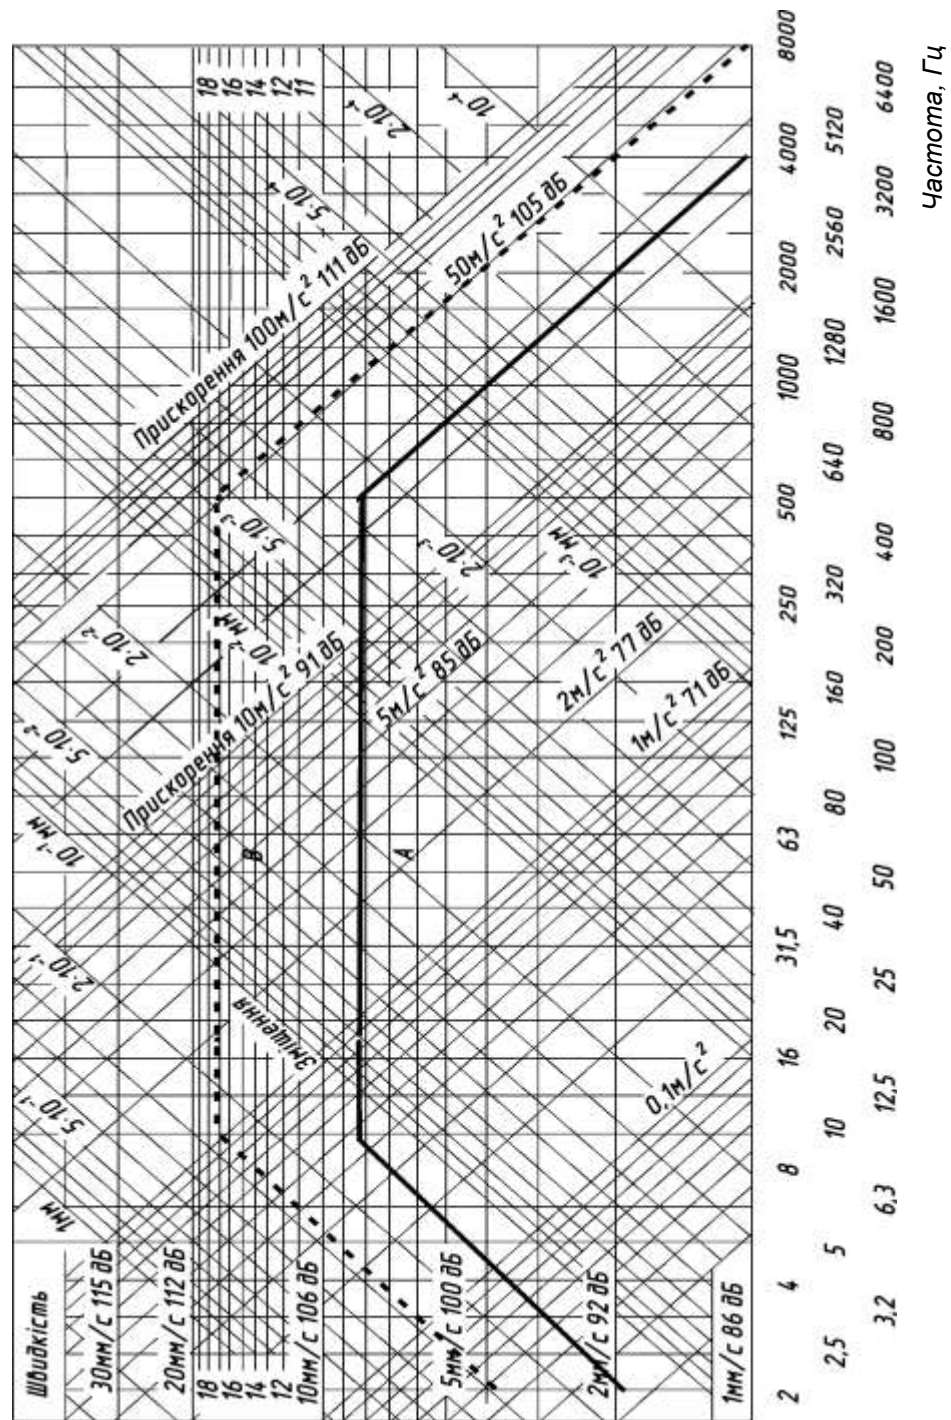 Швидкість
30мм/с 115 дБ
20мм/с 112 дБ
18
16
14
12
10мм/с 106 дБ
5мм/с 100 дБ
2мм/с 92 дБ
1мм/с 86 дБ
1мм
5·10⁻¹
2·10⁻¹
10⁻¹ мм
5·10⁻²
2·10⁻²
Зміщення
В
А
Прискорення 10м/с² 91 дБ
10⁻² мм
5·10⁻³
5м/с² 85 дБ
2·10⁻³
10⁻³ мм
2м/с² 77 дБ
1м/с² 71 дБ
0,1м/с²
Прискорення 100м/с² 111 дБ
50м/с² 105 дБ
5·10⁻⁴
2·10⁻⁴
10⁻⁴
18
16
14
12
11
2 4 8 16 31,5 63 125 250 500 1000 2000 4000 8000
2,5 5 10 20 40 80 160 320 640 1280 2560 5120
3,2 6,3 12,5 25 50 100 200 400 800 1600 3200 6400
Частота, Гц